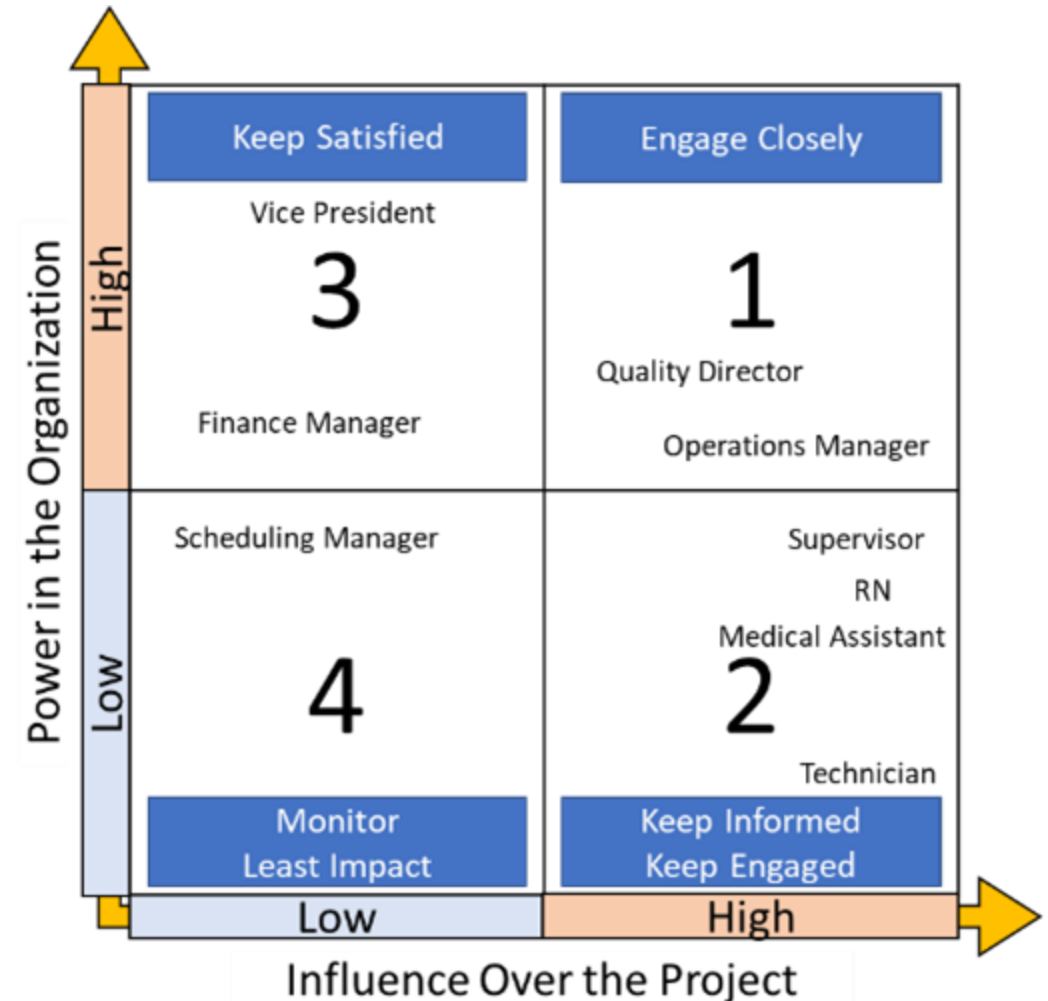 Keep Satisfied
Engage Closely
Vice President
3
1
Quality Director
Finance Manager
Operations Manager
High
Power in the Organization
Scheduling Manager
Supervisor
RN
Medical Assistant
4
2
Technician
Low
Monitor
Least Impact
Keep Informed
Keep Engaged
Low
High
Influence Over the Project